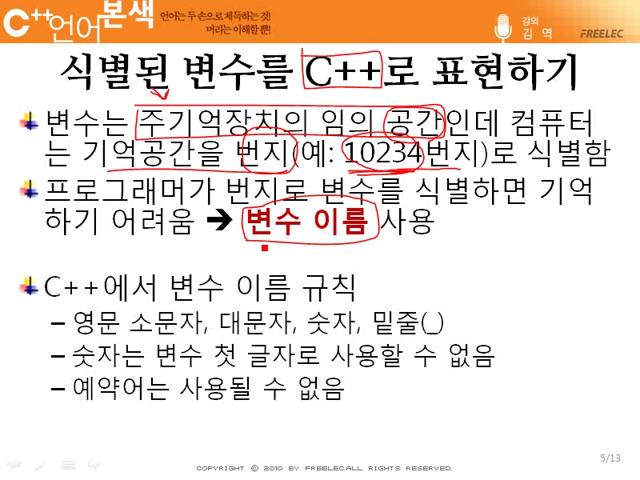 C++언어본색
언어는 두 손으로 체득하는 것!
머리는 이해할 뿐!
강의
김 역
FREELEC
식별된 변수를 C++로 표현하기
변수는 주기억장치의 임의 공간인데 컴퓨터
는 기억공간을 번지(예: 10234번지)로 식별함
프로그래머가 번지로 변수를 식별하면 기억
하기 어려움 → 변수 이름 사용
C++에서 변수 이름 규칙
– 영문 소문자, 대문자, 숫자, 밑줄(_)
– 숫자는 변수 첫 글자로 사용할 수 없음
– 예약어는 사용될 수 없음
5/13
COPYRIGHT © 2010 BY FREELEC.ALL RIGHTS RESERVED.